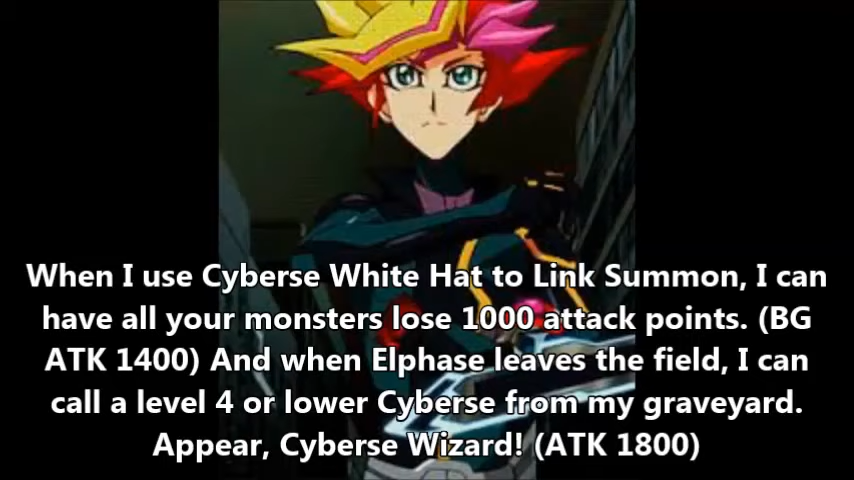 When I use Cyberse White Hat to Link Summon, I can
have all your monsters lose 1000 attack points. (BG
ATK 1400) And when Elphase leaves the field, I can
call a level 4 or lower Cyberse from my graveyard.
Appear, Cyberse Wizard! (ATK 1800)